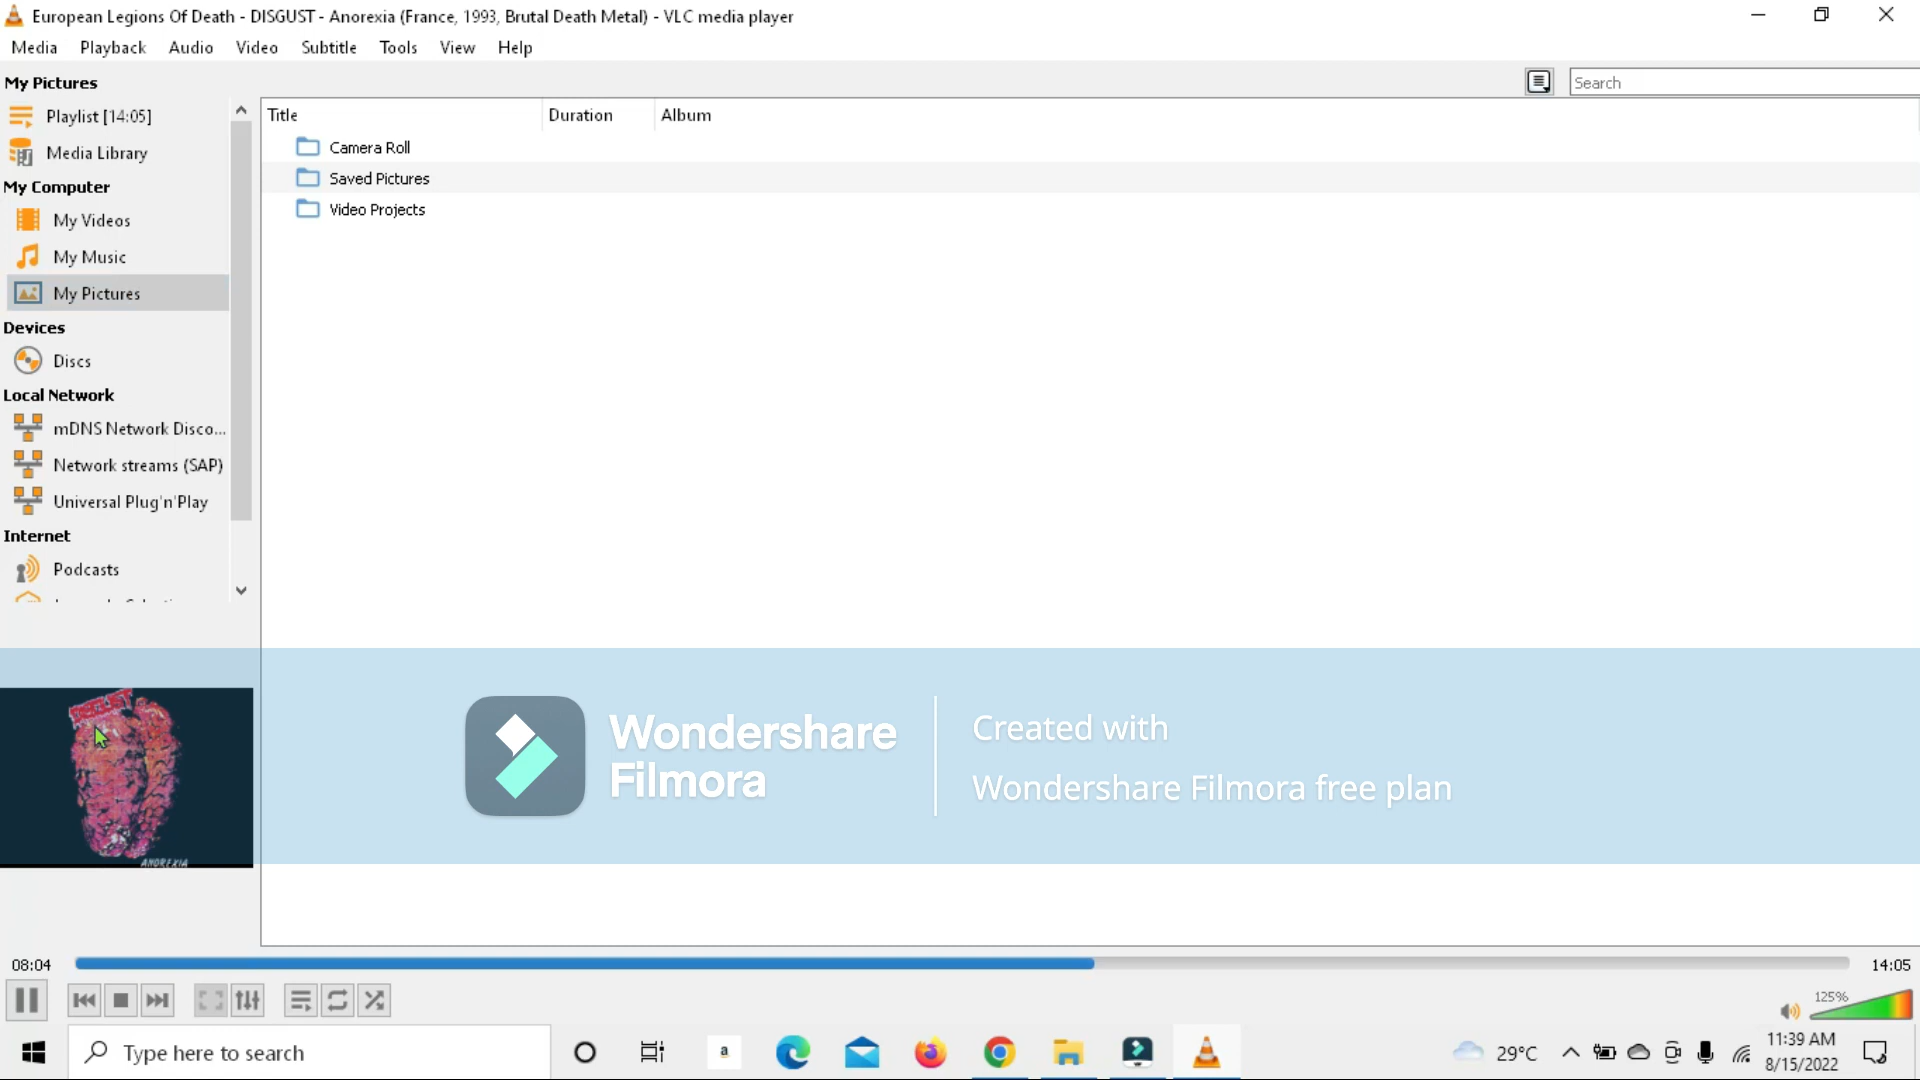 European Legions Of Death - DISGUST - Anorexia (France, 1993, Brutal Death Metal) - VLC media player
Media Playback Audio Video Subtitle Tools View Help
My Pictures
Search
Playlist [14:05]
Media Library
My Computer
My Videos
My Music
My Pictures
Devices
Discs
Local Network
mDNS Network Disco...
Network streams (SAP)
Universal Plug'n'Play
Internet
Podcasts
Title Duration Album
Camera Roll
Saved Pictures
Video Projects
DISGUST
ANOREXIA
Wondershare
Filmora
Created with
Wondershare Filmora free plan
08:04
14:05
125%
Type here to search
a
29°C
11:39 AM
8/15/2022